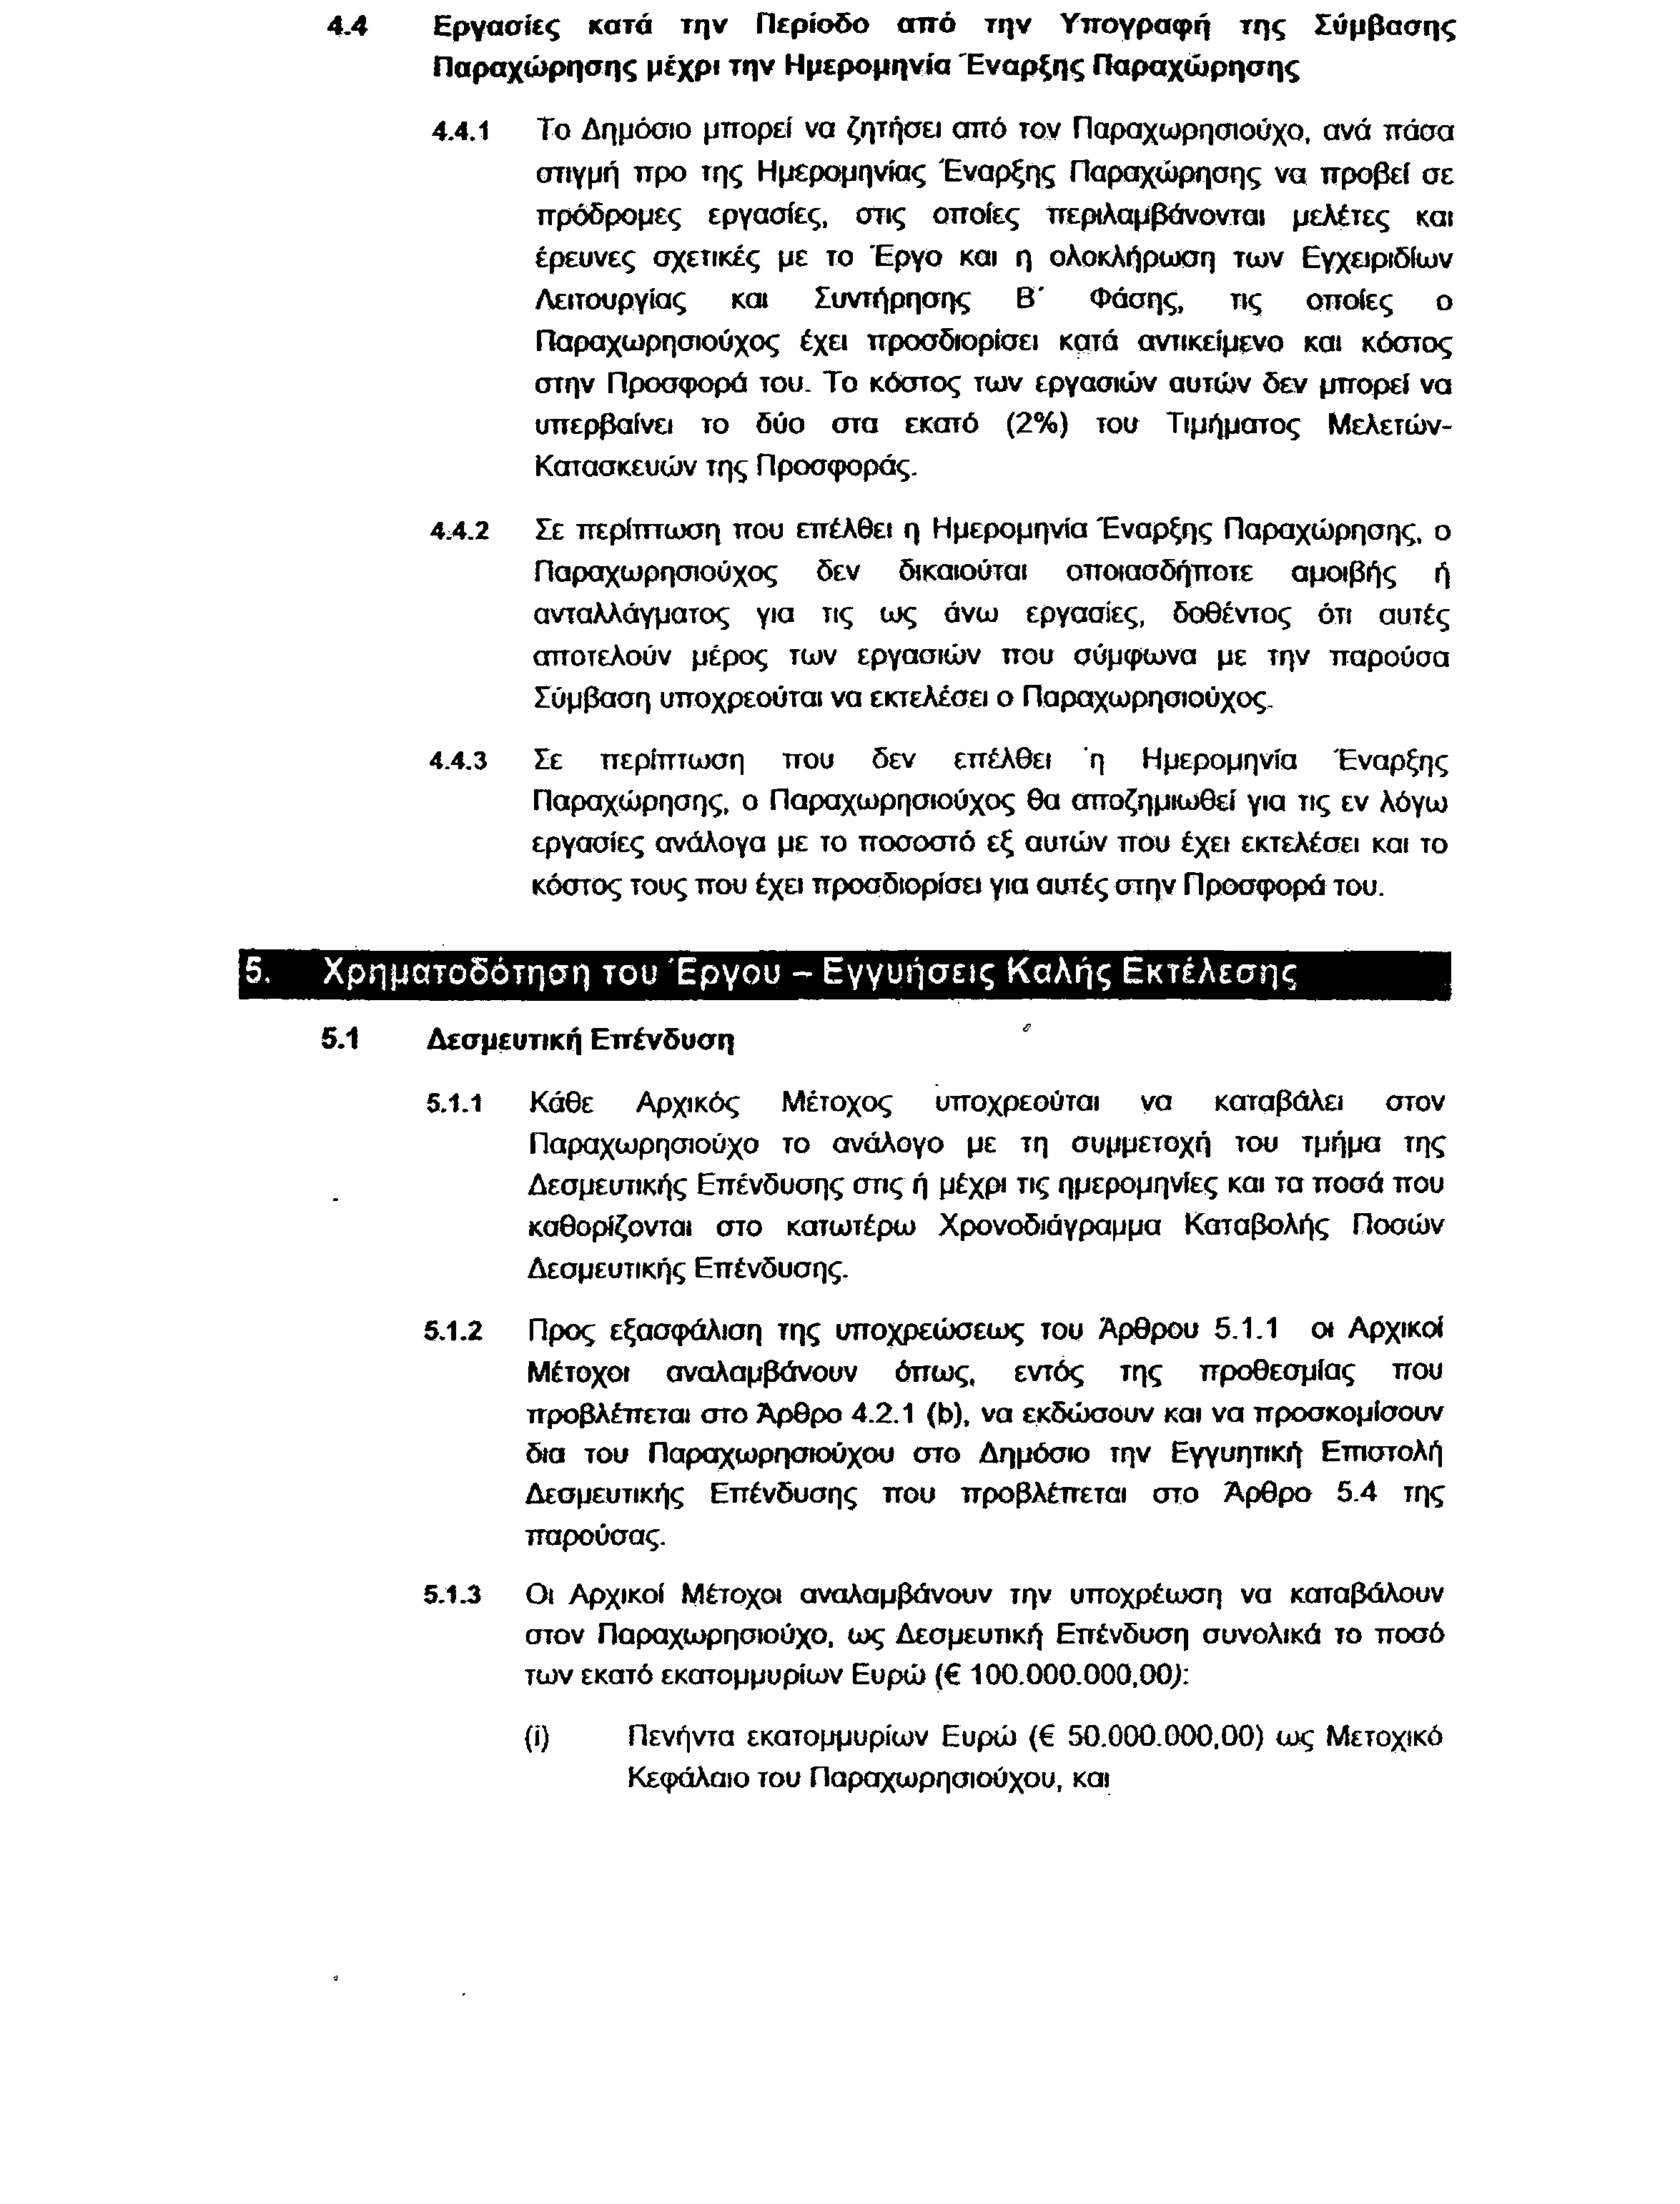 4.4 Εργασίες κατά την Περίοδο από την Υπογραφή της Σύμβασης
Παραχώρησης μέχρι την Ημερομηνία Έναρξης Παραχώρησης
4.4.1 Το Δημόσιο μπορεί να ζητήσει από τον Παραχωρησιούχο, ανά πάσα
στιγμή προ της Ημερομηνίας Έναρξης Παραχώρησης να προβεί σε
πρόδρομες εργασίες, στις οποίες περιλαμβάνονται μελέτες και
έρευνες σχετικές με το Έργο και η ολοκλήρωση των Εγχειριδίων
Λειτουργίας και Συντήρησης Β΄ Φάσης, τις οποίες ο
Παραχωρησιούχος έχει προσδιορίσει κατά αντικείμενο και κόστος
στην Προσφορά του. Το κόστος των εργασιών αυτών δεν μπορεί να
υπερβαίνει το δύο στα εκατό (2%) του Τιμήματος Μελετών-
Κατασκευών της Προσφοράς.
4.4.2 Σε περίπτωση που επέλθει η Ημερομηνία Έναρξης Παραχώρησης, ο
Παραχωρησιούχος δεν δικαιούται οποιασδήποτε αμοιβής ή
ανταλλάγματος για τις ως άνω εργασίες, δοθέντος ότι αυτές
αποτελούν μέρος των εργασιών που σύμφωνα με την παρούσα
Σύμβαση υποχρεούται να εκτελέσει ο Παραχωρησιούχος.
4.4.3 Σε περίπτωση που δεν επέλθει η Ημερομηνία Έναρξης
Παραχώρησης, ο Παραχωρησιούχος θα αποζημιωθεί για τις εν λόγω
εργασίες ανάλογα με το ποσοστό εξ αυτών που έχει εκτελέσει και το
κόστος τους που έχει προσδιορίσει για αυτές στην Προσφορά του.
5. Χρηματοδότηση του Έργου – Εγγυήσεις Καλής Εκτέλεσης
5.1 Δεσμευτική Επένδυση
5.1.1 Κάθε Αρχικός Μέτοχος υποχρεούται να καταβάλει στον
Παραχωρησιούχο το ανάλογο με τη συμμετοχή του τμήμα της
Δεσμευτικής Επένδυσης στις ή μέχρι τις ημερομηνίες και τα ποσά που
καθορίζονται στο κατωτέρω Χρονοδιάγραμμα Καταβολής Ποσών
Δεσμευτικής Επένδυσης.
5.1.2 Προς εξασφάλιση της υποχρεώσεως του Άρθρου 5.1.1 οι Αρχικοί
Μέτοχοι αναλαμβάνουν όπως, εντός της προθεσμίας που
προβλέπεται στο Άρθρο 4.2.1 (b), να εκδώσουν και να προσκομίσουν
δια του Παραχωρησιούχου στο Δημόσιο την Εγγυητική Επιστολή
Δεσμευτικής Επένδυσης που προβλέπεται στο Άρθρο 5.4 της
παρούσας.
5.1.3 Οι Αρχικοί Μέτοχοι αναλαμβάνουν την υποχρέωση να καταβάλουν
στον Παραχωρησιούχο, ως Δεσμευτική Επένδυση συνολικά το ποσό
των εκατό εκατομμυρίων Ευρώ (€ 100.000.000,00):
(i) Πενήντα εκατομμυρίων Ευρώ (€ 50.000.000,00) ως Μετοχικό
Κεφάλαιο του Παραχωρησιούχου, και